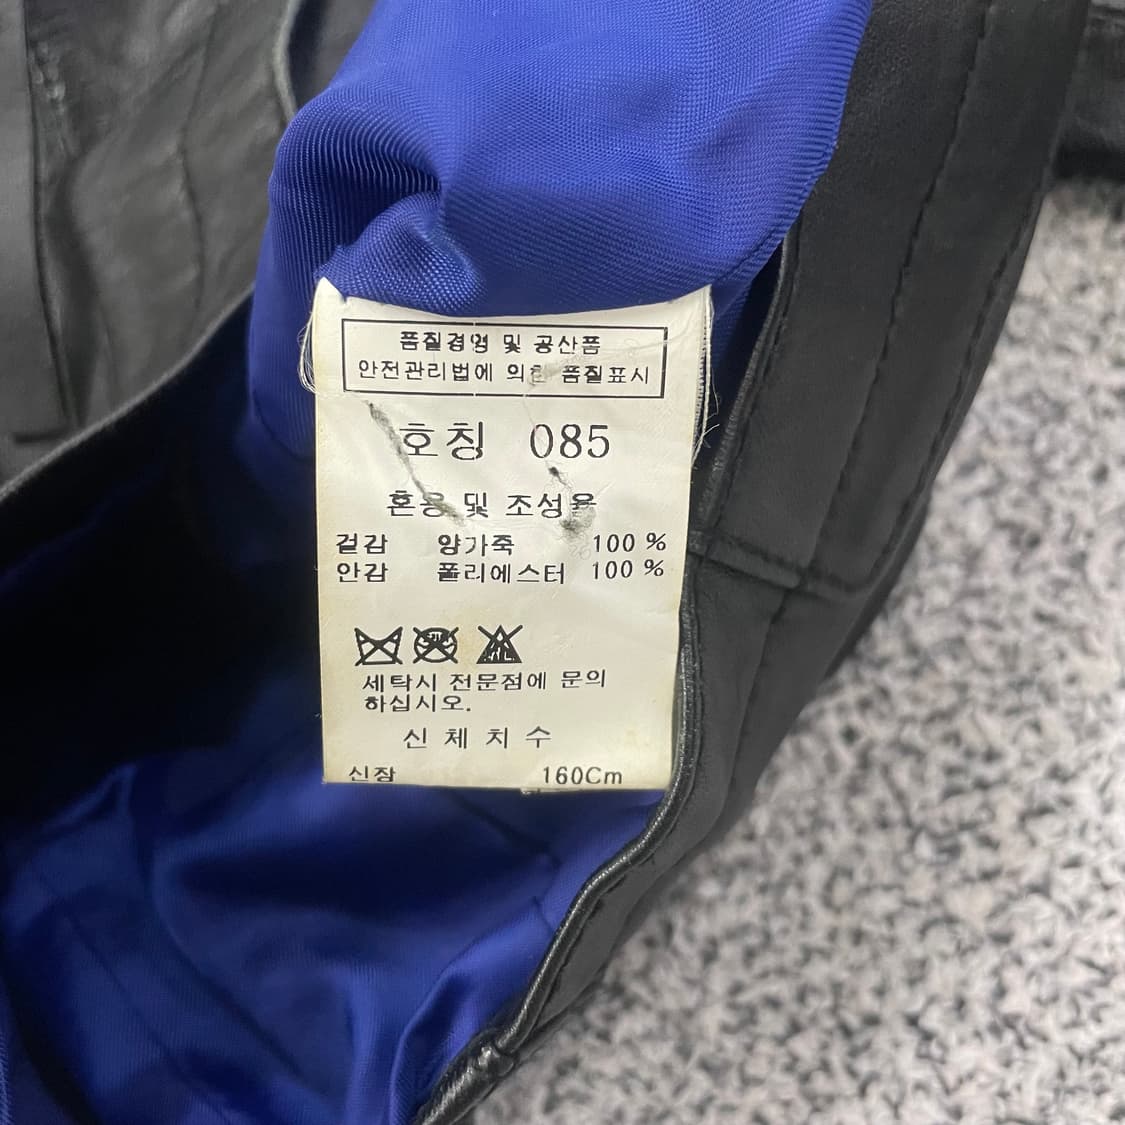 품질경영 및 공산품
안전관리법에 의한 품질표시
호칭 085
혼용 및 조성율
겉감 양가죽 100 %
안감 폴리에스터 100 %
세탁시 전문점에 문의
하십시오.
신체치수
신장 160Cm